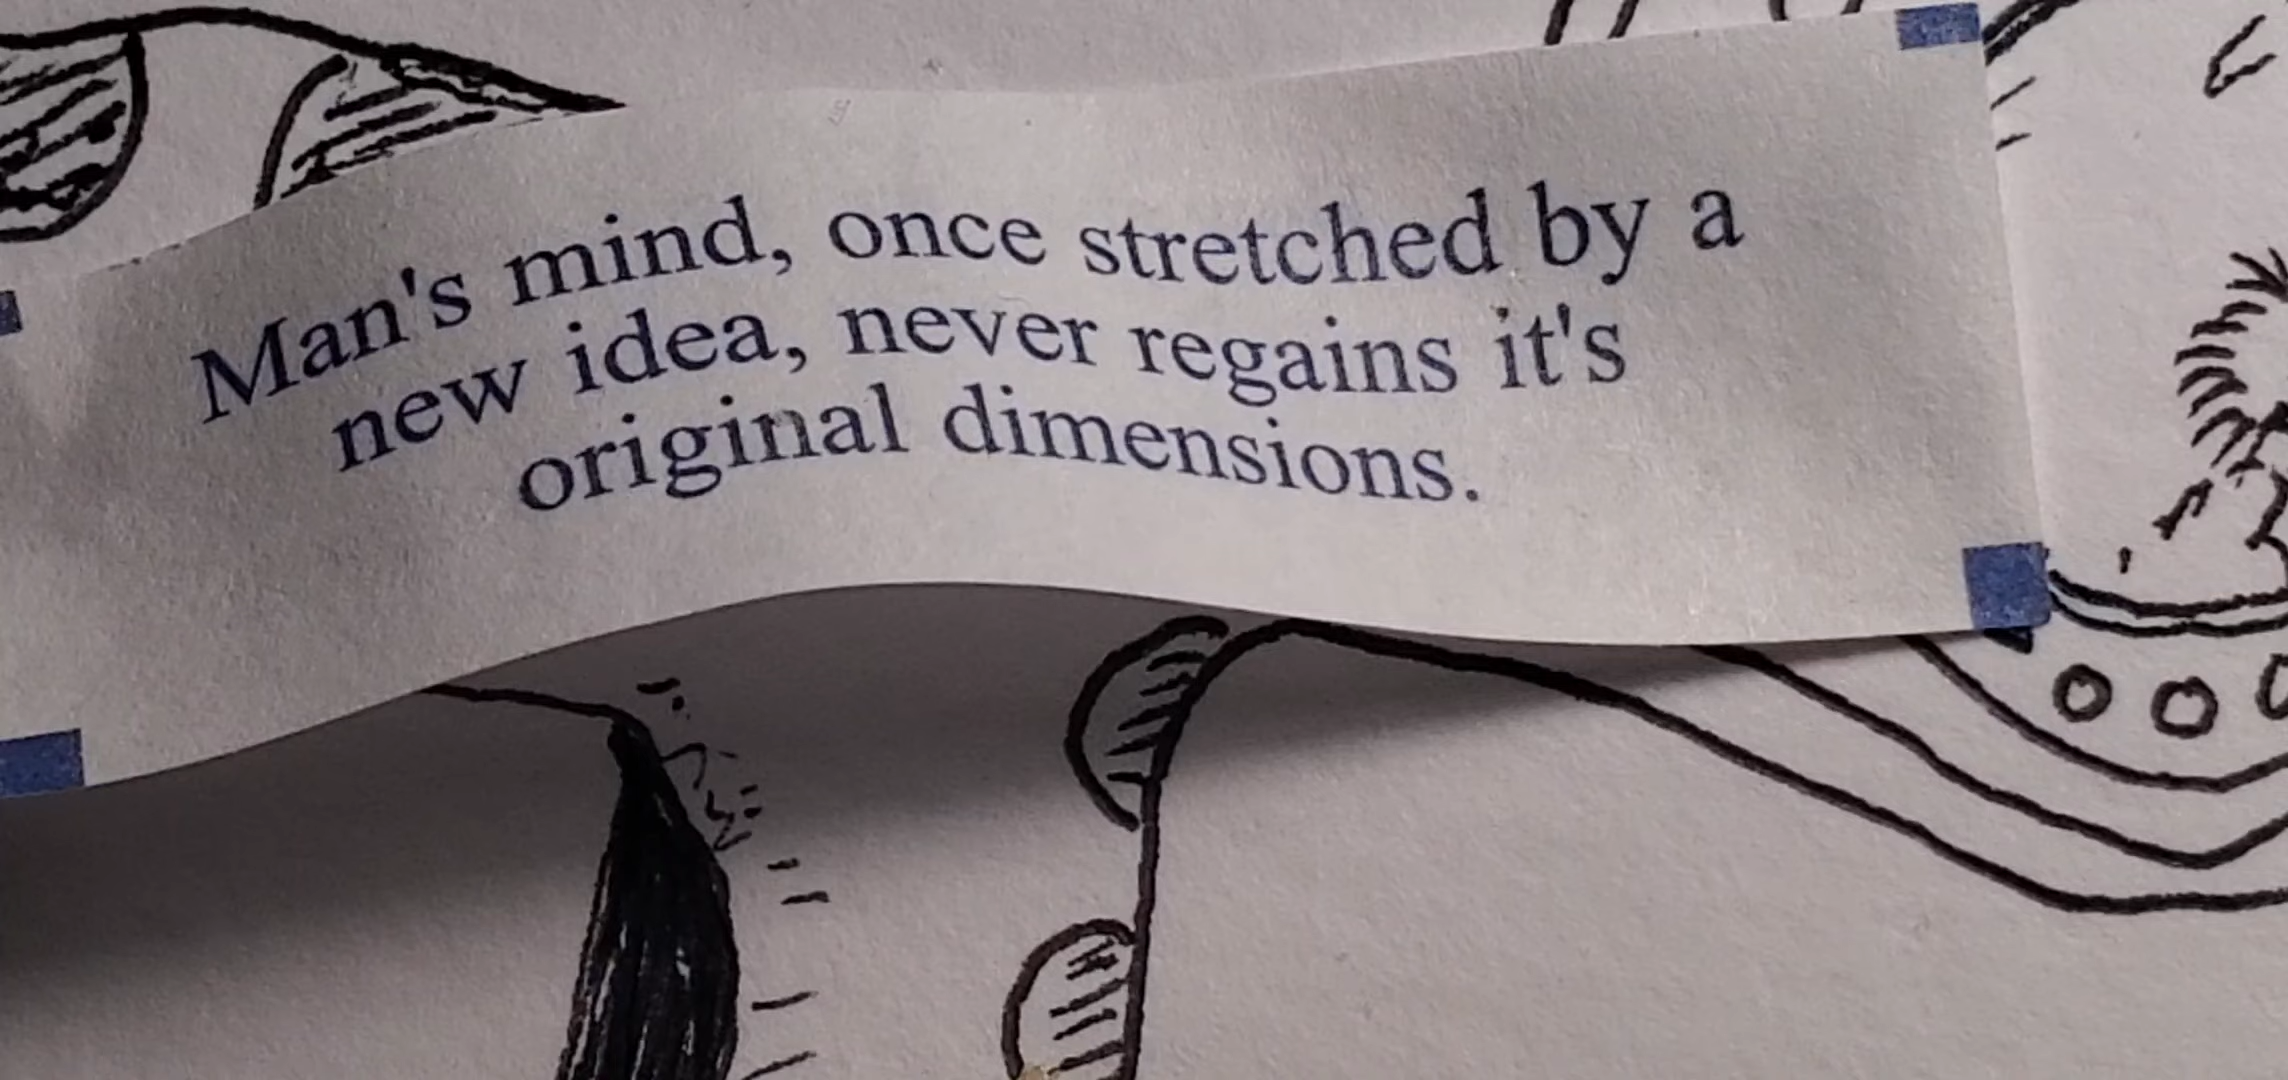 Man's mind, once stretched by a
new idea, never regains it's
original dimensions.